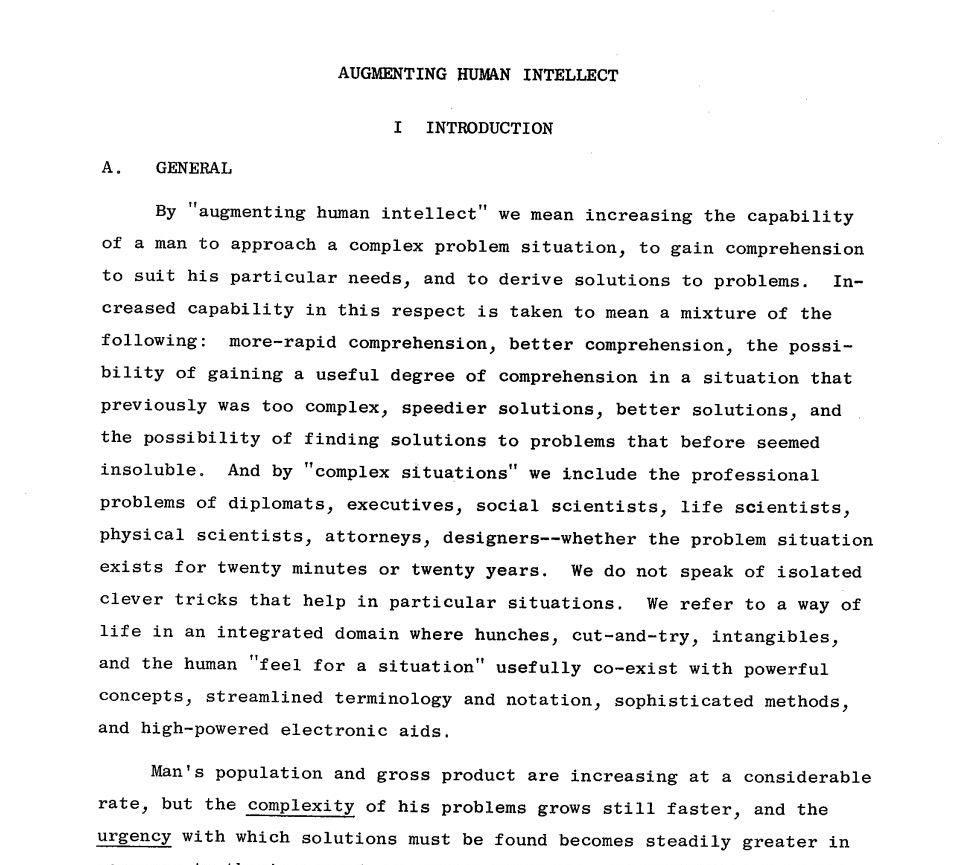 AUGMENTING HUMAN INTELLECT
I INTRODUCTION
A. GENERAL
By "augmenting human intellect" we mean increasing the capability
of a man to approach a complex problem situation, to gain comprehension
to suit his particular needs, and to derive solutions to problems. In-
creased capability in this respect is taken to mean a mixture of the
following: more-rapid comprehension, better comprehension, the possi-
bility of gaining a useful degree of comprehension in a situation that
previously was too complex, speedier solutions, better solutions, and
the possibility of finding solutions to problems that before seemed
insoluble. And by "complex situations" we include the professional
problems of diplomats, executives, social scientists, life scientists,
physical scientists, attorneys, designers--whether the problem situation
exists for twenty minutes or twenty years. We do not speak of isolated
clever tricks that help in particular situations. We refer to a way of
life in an integrated domain where hunches, cut-and-try, intangibles,
and the human "feel for a situation" usefully co-exist with powerful
concepts, streamlined terminology and notation, sophisticated methods,
and high-powered electronic aids.
Man's population and gross product are increasing at a considerable
rate, but the complexity of his problems grows still faster, and the
urgency with which solutions must be found becomes steadily greater in